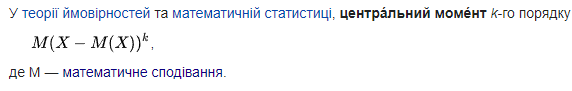 У теорії ймовірностей та математичній статистиці, центра́льний моме́нт k-го порядку
M(X − M(X))^k,
де M — математичне сподівання.